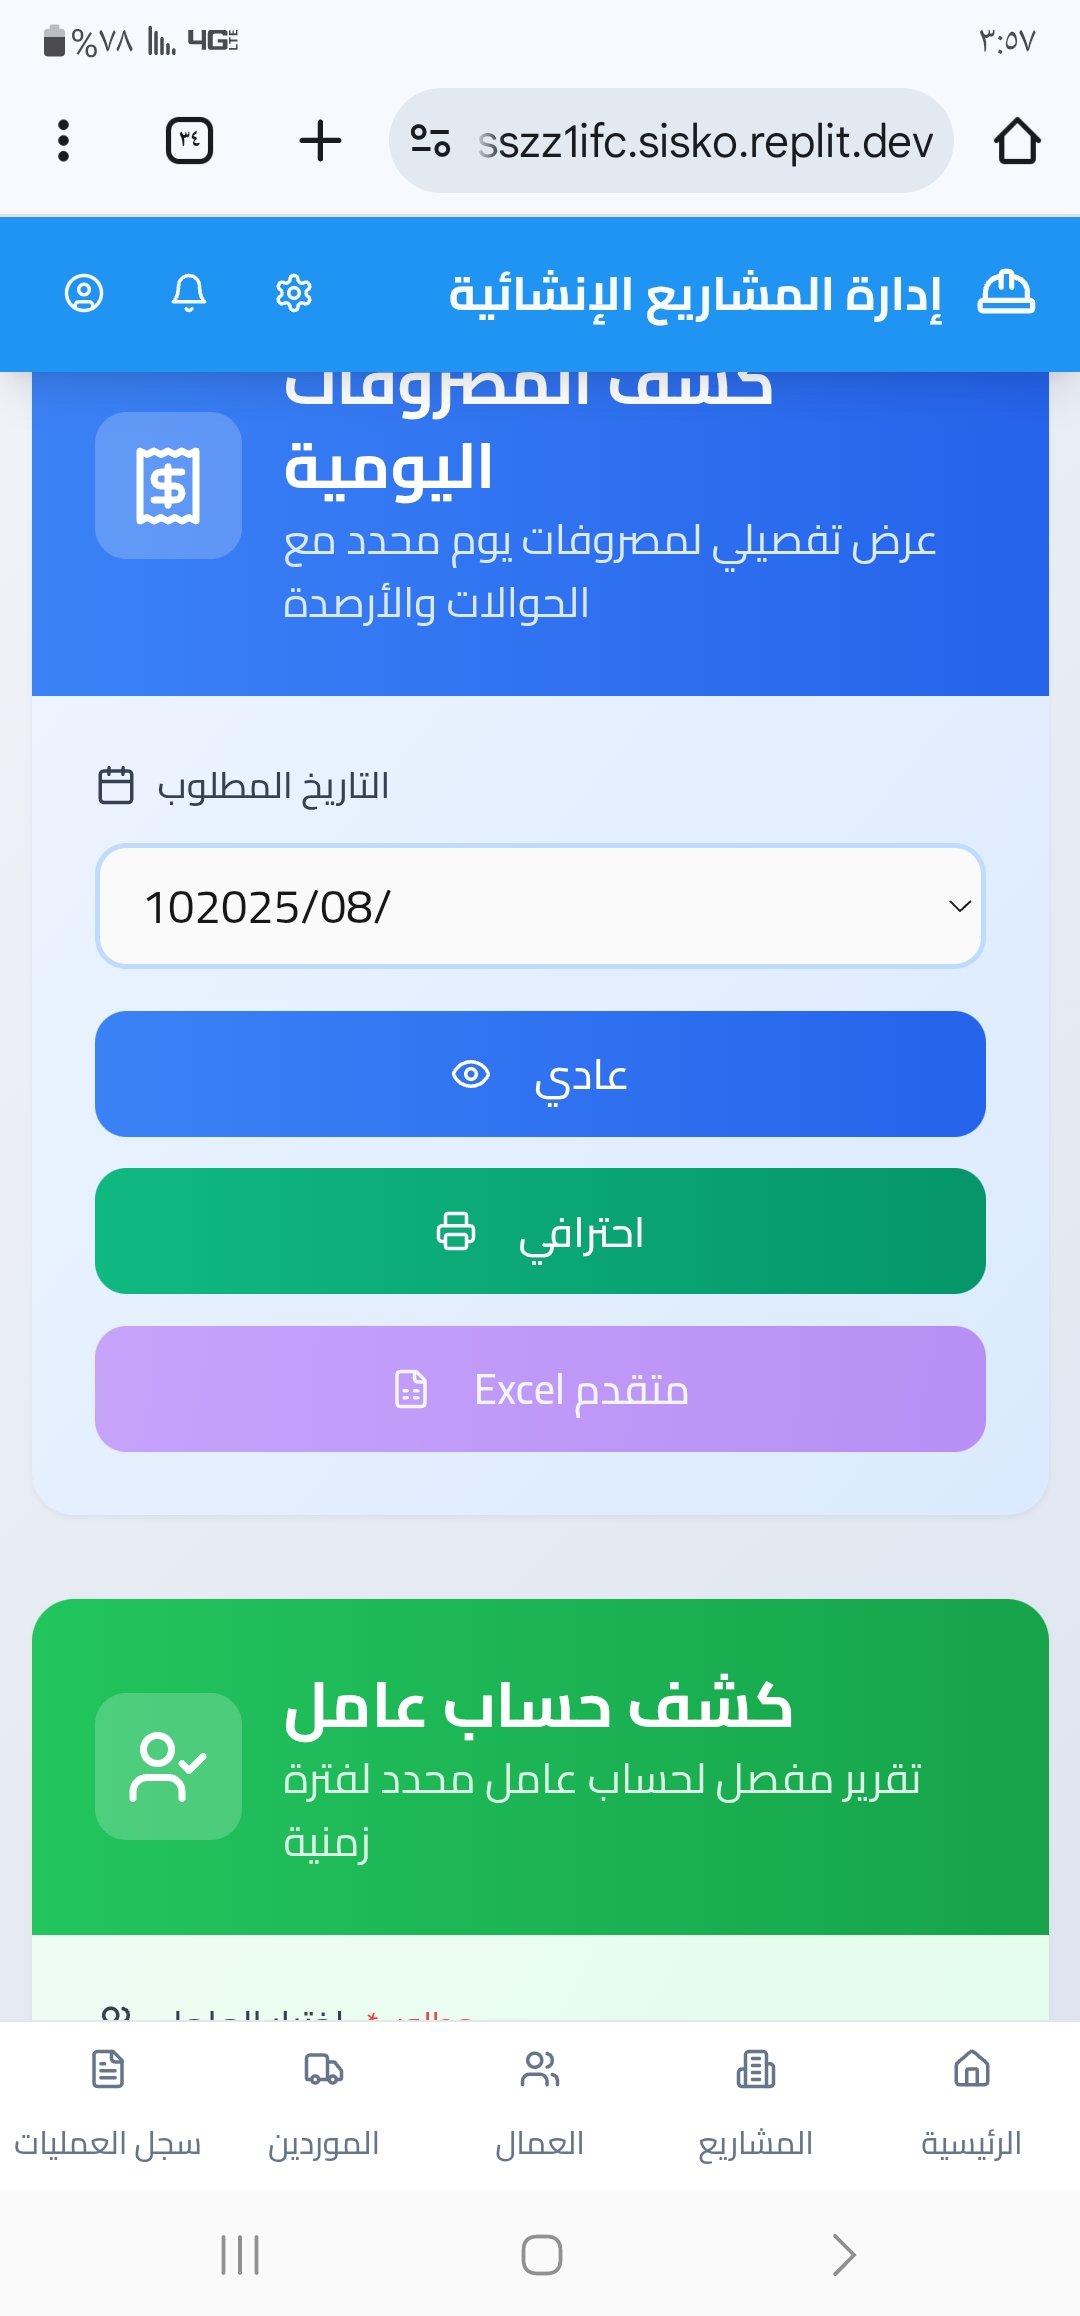 ٣:٥٧
4G LTE
%٧٨
sszz1ifc.sisko.replit.dev
٣٤
إدارة المشاريع الإنشائية
كشف المصروفات
اليومية
عرض تفصيلي لمصروفات يوم محدد مع
الحوالات والأرصدة
التاريخ المطلوب
102025/08/
عادي
احترافي
متقدم Excel
كشف حساب عامل
تقرير مفصل لحساب عامل محدد لفترة
زمنية
الرئيسية
المشاريع
العمال
الموردين
سجل العمليات